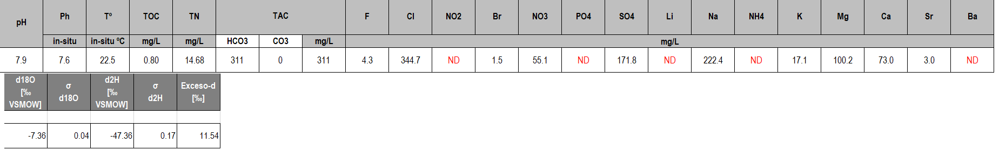 pH Ph Tº TOC TN TAC F Cl NO2 Br NO3 PO4 SO4 Li Na NH4 K Mg Ca Sr Ba
in-situ in-situ ºC mg/L mg/L HCO3 CO3 mg/L mg/L
7.9 7.6 22.5 0.80 14.68 311 0 311 4.3 344.7 ND 1.5 55.1 ND 171.8 ND 222.4 ND 17.1 100.2 73.0 3.0 ND
d18O [‰ VSMOW] σ d18O d2H [‰ VSMOW] σ d2H Exceso-d [‰]
-7.36 0.04 -47.36 0.17 11.54